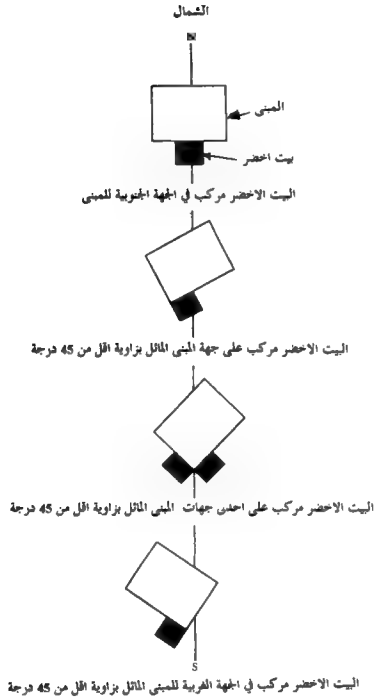 الشمال
N
المبنى
بيت اخضر
البيت الاخضر مركب في الجهة الجنوبية للمبنى
البيت الاخضر مركب على جهة المبنى المائل بزاوية اقل من 45 درجة
البيت الاخضر مركب على احدى جهات المبنى المائل بزاوية اقل من 45 درجة
S
البيت الاخضر مركب في الجهة الغربية للمبنى المائل بزاوية اقل من 45 درجة